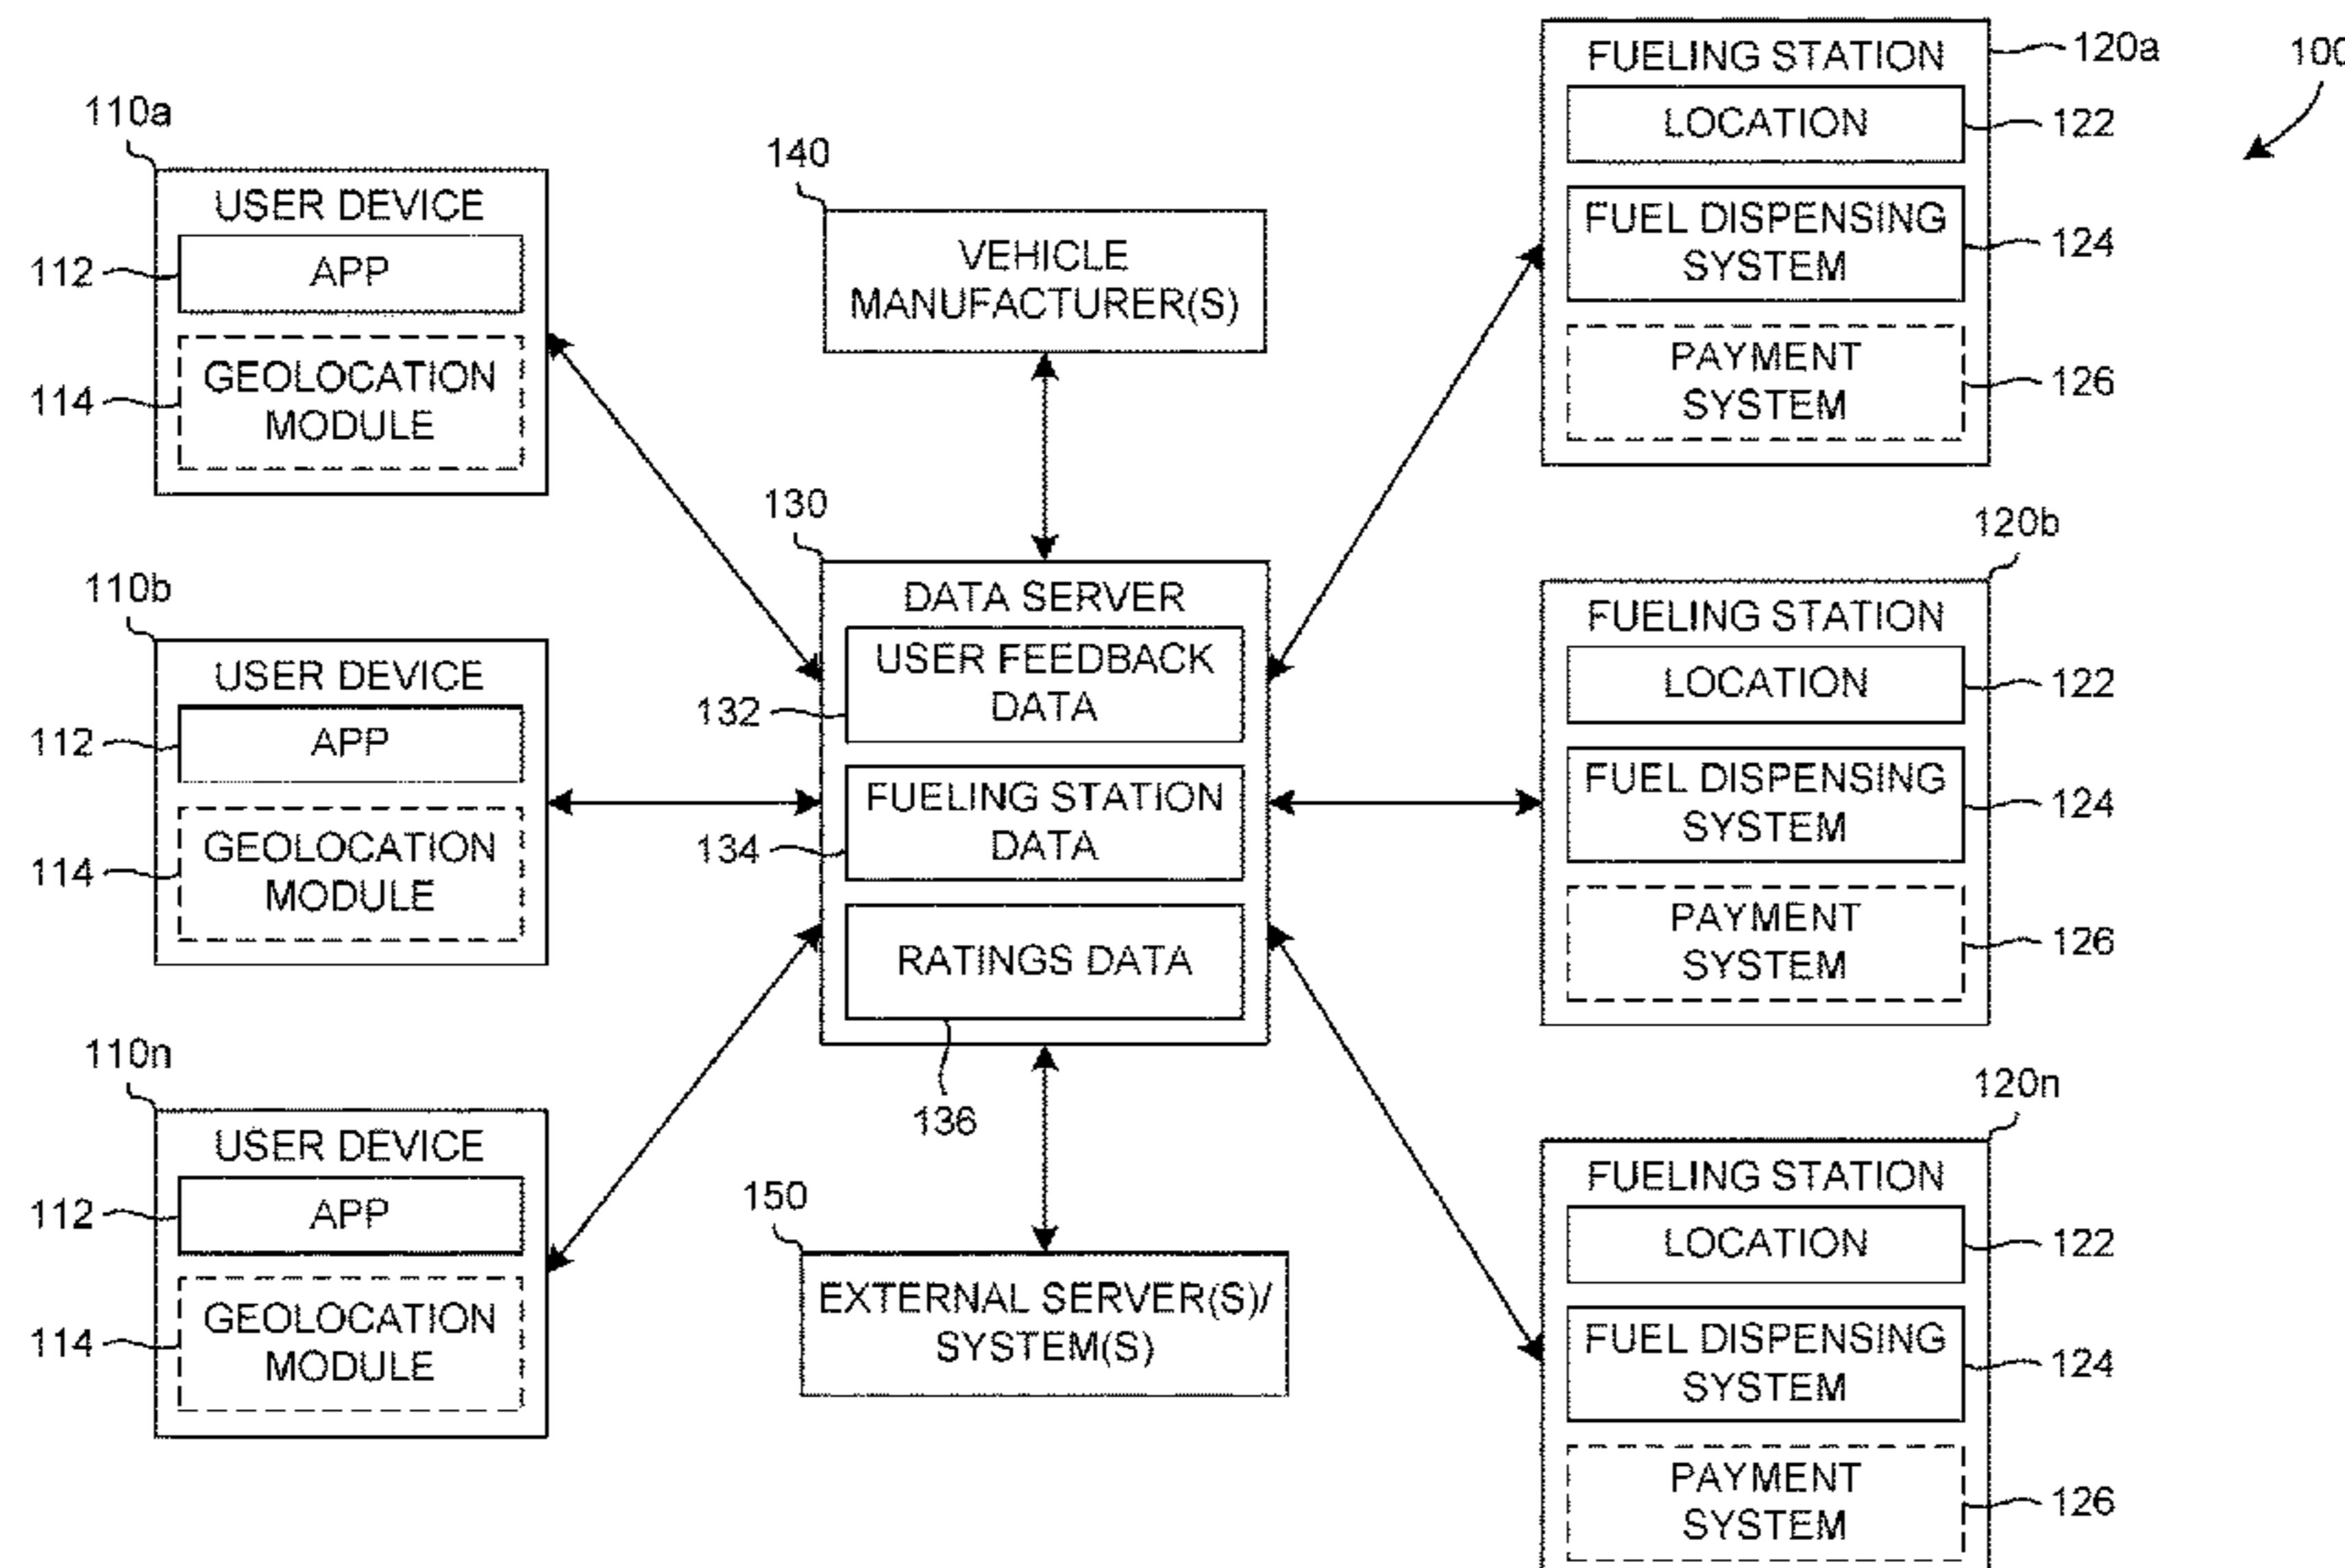 110a
USER DEVICE
112
APP
114
GEOLOCATION
MODULE
110b
USER DEVICE
112
APP
114
GEOLOCATION
MODULE
110n
USER DEVICE
112
APP
114
GEOLOCATION
MODULE
140
VEHICLE
MANUFACTURER(S)
130
DATA SERVER
USER FEEDBACK
DATA
132
FUELING STATION
DATA
134
RATINGS DATA
136
150
EXTERNAL SERVER(S)/
SYSTEM(S)
FUELING STATION
120a
LOCATION
122
FUEL DISPENSING
SYSTEM
124
PAYMENT
SYSTEM
126
120b
FUELING STATION
LOCATION
122
FUEL DISPENSING
SYSTEM
124
PAYMENT
SYSTEM
126
120n
FUELING STATION
LOCATION
122
FUEL DISPENSING
SYSTEM
124
PAYMENT
SYSTEM
126
100